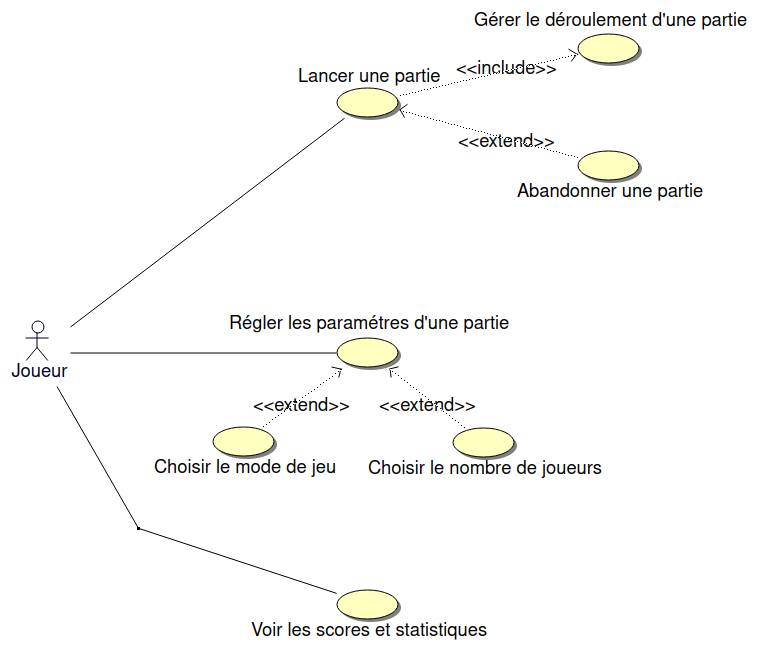 Gérer le déroulement d'une partie
<<include>>
Lancer une partie
<<extend>>
Abandonner une partie
Régler les paramétres d'une partie
Joueur
<<extend>>
<<extend>>
Choisir le mode de jeu
Choisir le nombre de joueurs
Voir les scores et statistiques